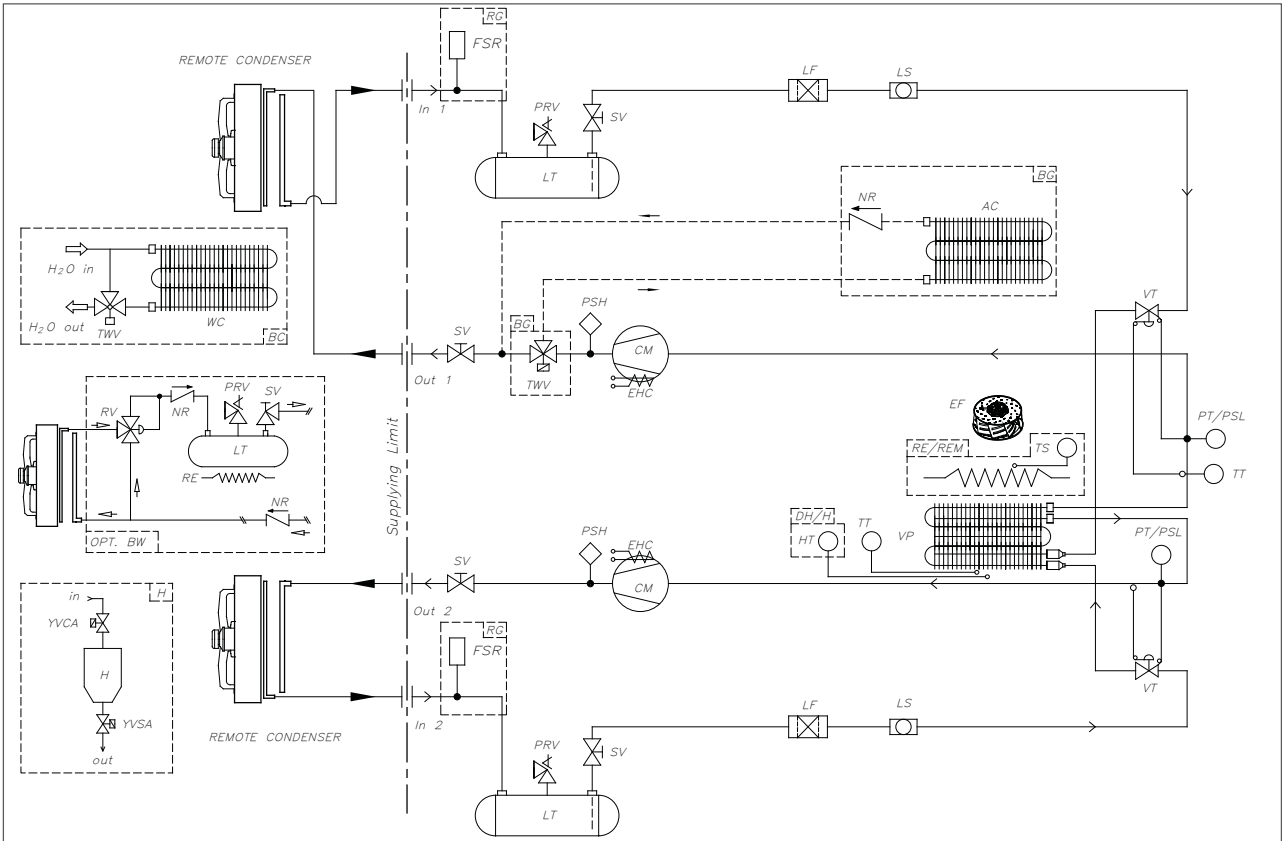 RG
FSR
REMOTE CONDENSER
LF
LS
In 1
PRV
SV
LT
BG
NR
AC
H2O in
H2O out
TWV
WC
BC
VT
PSH
SV
BG
CM
Out 1
TWV
EHC
RV
NR
PRV
SV
LT
RE
NR
OPT. BW
Supplying Limit
EF
PT/PSL
RE/REM
TS
TT
DH/H
HT
TT
VP
PT/PSL
PSH
EHC
SV
CM
Out 2
in
H
YVCA
H
YVSA
out
RG
FSR
In 2
VT
REMOTE CONDENSER
LF
LS
PRV
SV
LT